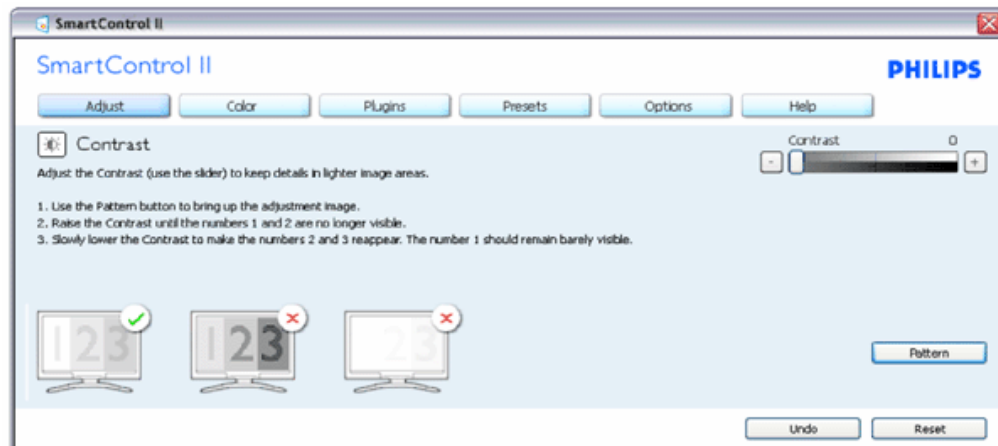 SmartControl II
SmartControl II
PHILIPS
Adjust Color Plugins Presets Options Help
Contrast
Contrast 0
- +
Adjust the Contrast (use the slider) to keep details in lighter image areas.
1. Use the Pattern button to bring up the adjustment image.
2. Raise the Contrast until the numbers 1 and 2 are no longer visible.
3. Slowly lower the Contrast to make the numbers 2 and 3 reappear. The number 1 should remain barely visible.
123 123 23
Pattern
Undo Reset